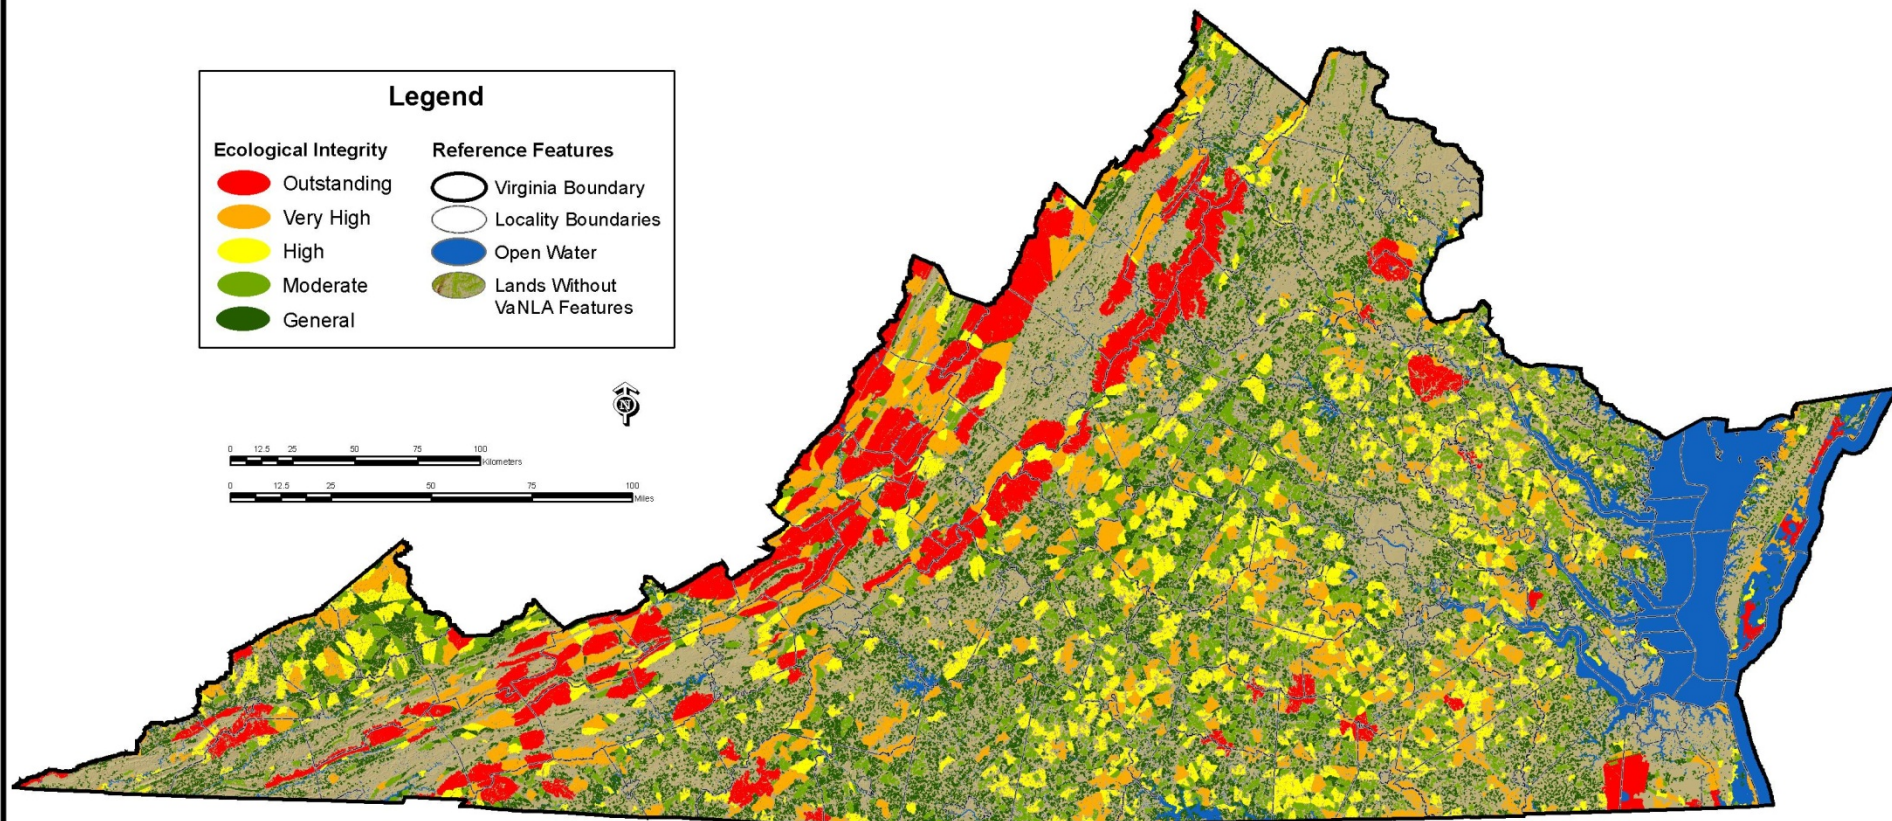 Legend
Ecological Integrity
Outstanding
Very High
High
Moderate
General
Reference Features
Virginia Boundary
Locality Boundaries
Open Water
Lands Without
VaNLA Features
N
0 12.5 25 50 75 100
Kilometers
0 12.5 25 50 75 100
Miles